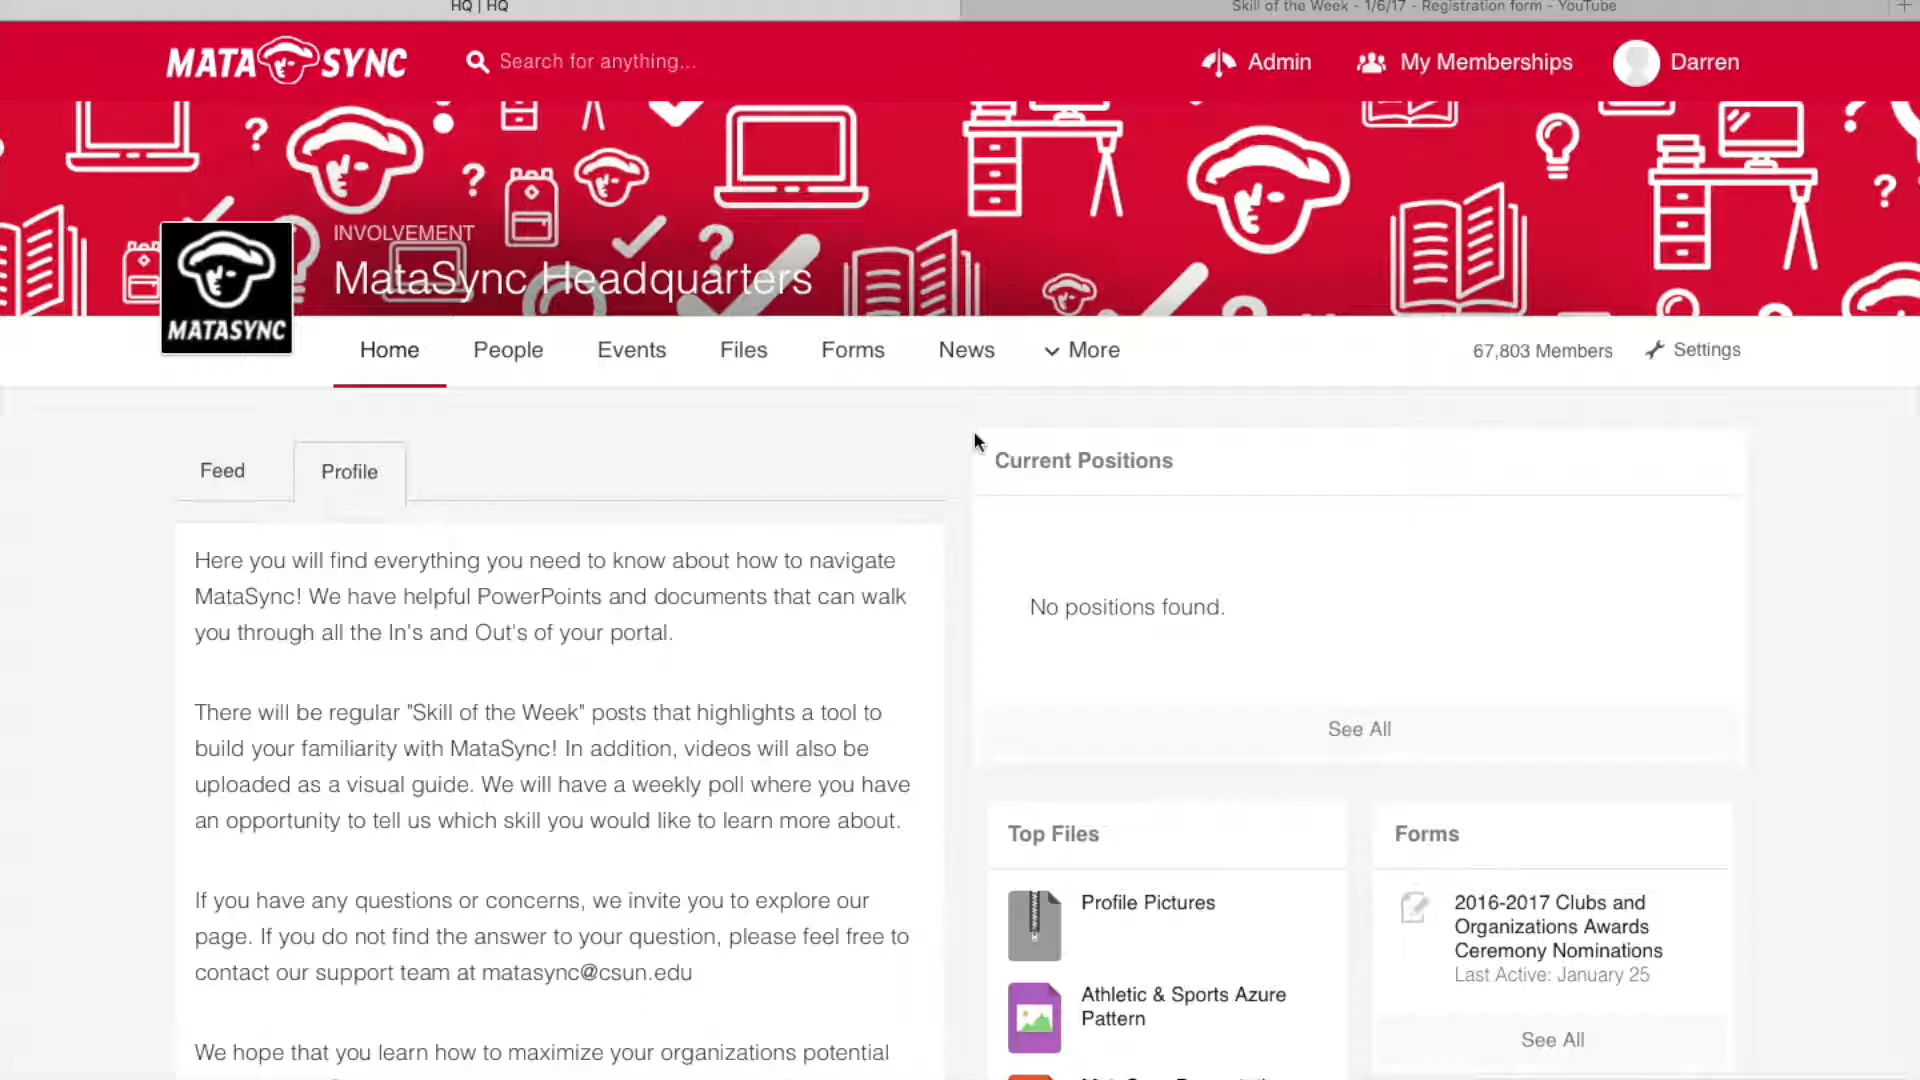 HQ | HQ
Skill of the Week - 1/6/17 - Registration form - YouTube
MATA SYNC
Search for anything...
Admin
My Memberships
Darren
INVOLVEMENT
MataSync Headquarters
MATASYNC
Home
People
Events
Files
Forms
News
More
67,803 Members
Settings
Feed
Profile
Here you will find everything you need to know about how to navigate
MataSync! We have helpful PowerPoints and documents that can walk
you through all the In's and Out's of your portal.
There will be regular "Skill of the Week" posts that highlights a tool to
build your familiarity with MataSync! In addition, videos will also be
uploaded as a visual guide. We will have a weekly poll where you have
an opportunity to tell us which skill you would like to learn more about.
If you have any questions or concerns, we invite you to explore our
page. If you do not find the answer to your question, please feel free to
contact our support team at matasync@csun.edu
We hope that you learn how to maximize your organizations potential
Current Positions
No positions found.
See All
Top Files
Profile Pictures
Athletic & Sports Azure
Pattern
Forms
2016-2017 Clubs and
Organizations Awards
Ceremony Nominations
Last Active: January 25
See All